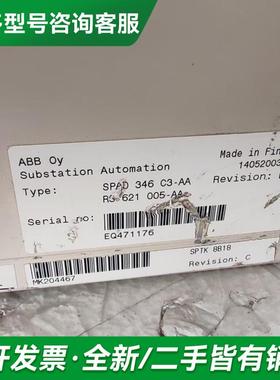 型号咨询客服
ABB Oy
Substation Automation
Type: SPAD 346 C3-AA
RS 621 005-AA
Serial no:
EQ471176
Made in Fin
14052003
Revision:
SPTK 8B18
Revision: C
MK204467
开发票·全新/二手皆有货